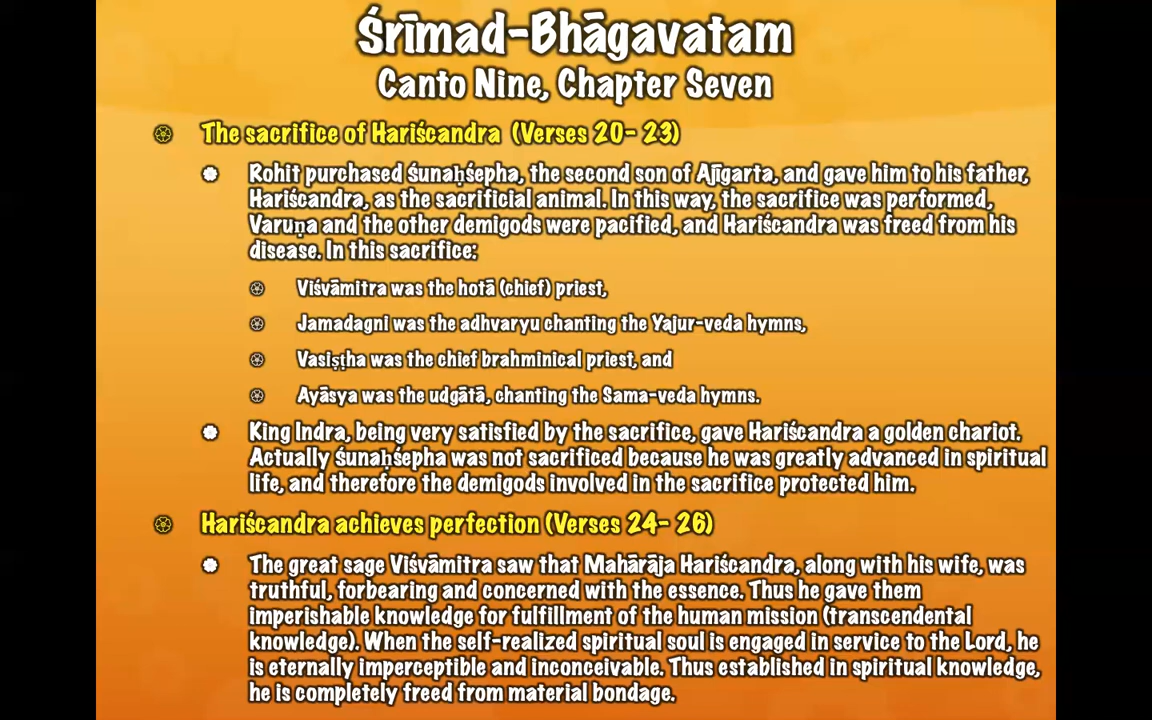 Śrīmad-Bhāgavatam
Canto Nine, Chapter Seven
The sacrifice of Hariścandra (Verses 20- 23)
Rohit purchased śunaḥśepha, the second son of Ajīgarta, and gave him to his father,
Hariścandra, as the sacrificial animal. In this way, the sacrifice was performed,
Varuṇa and the other demigods were pacified, and Hariścandra was freed from his
disease. In this sacrifice:
Viśvāmitra was the hotā (chief) priest,
Jamadagni was the adhvaryu chanting the Yajur-veda hymns,
Vasiṣṭha was the chief brahminical priest, and
Ayāsya was the udgātā, chanting the Sama-veda hymns.
King Indra, being very satisfied by the sacrifice, gave Hariścandra a golden chariot.
Actually śunaḥśepha was not sacrificed because he was greatly advanced in spiritual
life, and therefore the demigods involved in the sacrifice protected him.
Hariścandra achieves perfection (Verses 24- 26)
The great sage Viśvāmitra saw that Mahārāja Hariścandra, along with his wife, was
truthful, forbearing and concerned with the essence. Thus he gave them
imperishable knowledge for fulfillment of the human mission (transcendental
knowledge). When the self-realized spiritual soul is engaged in service to the Lord, he
is eternally imperceptible and inconceivable. Thus established in spiritual knowledge,
he is completely freed from material bondage.